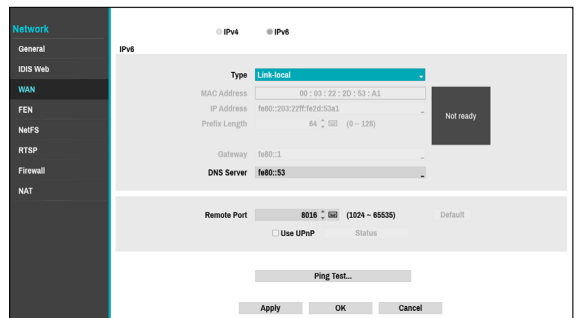 Network
General
IDIS Web
WAN
FEN
NetFS
RTSP
Firewall
NAT
IPv4 IPv6
IPv6
Type Link-local
MAC Address 00 : 03 : 22 : 2D : 53 : A1
IP Address fe80::203:22ff:fe2d:53a1
Prefix Length 64 (0 ~ 128)
Not ready
Gateway fe80::1
DNS Server fe80::53
Remote Port 8016 (1024 ~ 65535) Default
Use UPnP Status
Ping Test...
Apply OK Cancel